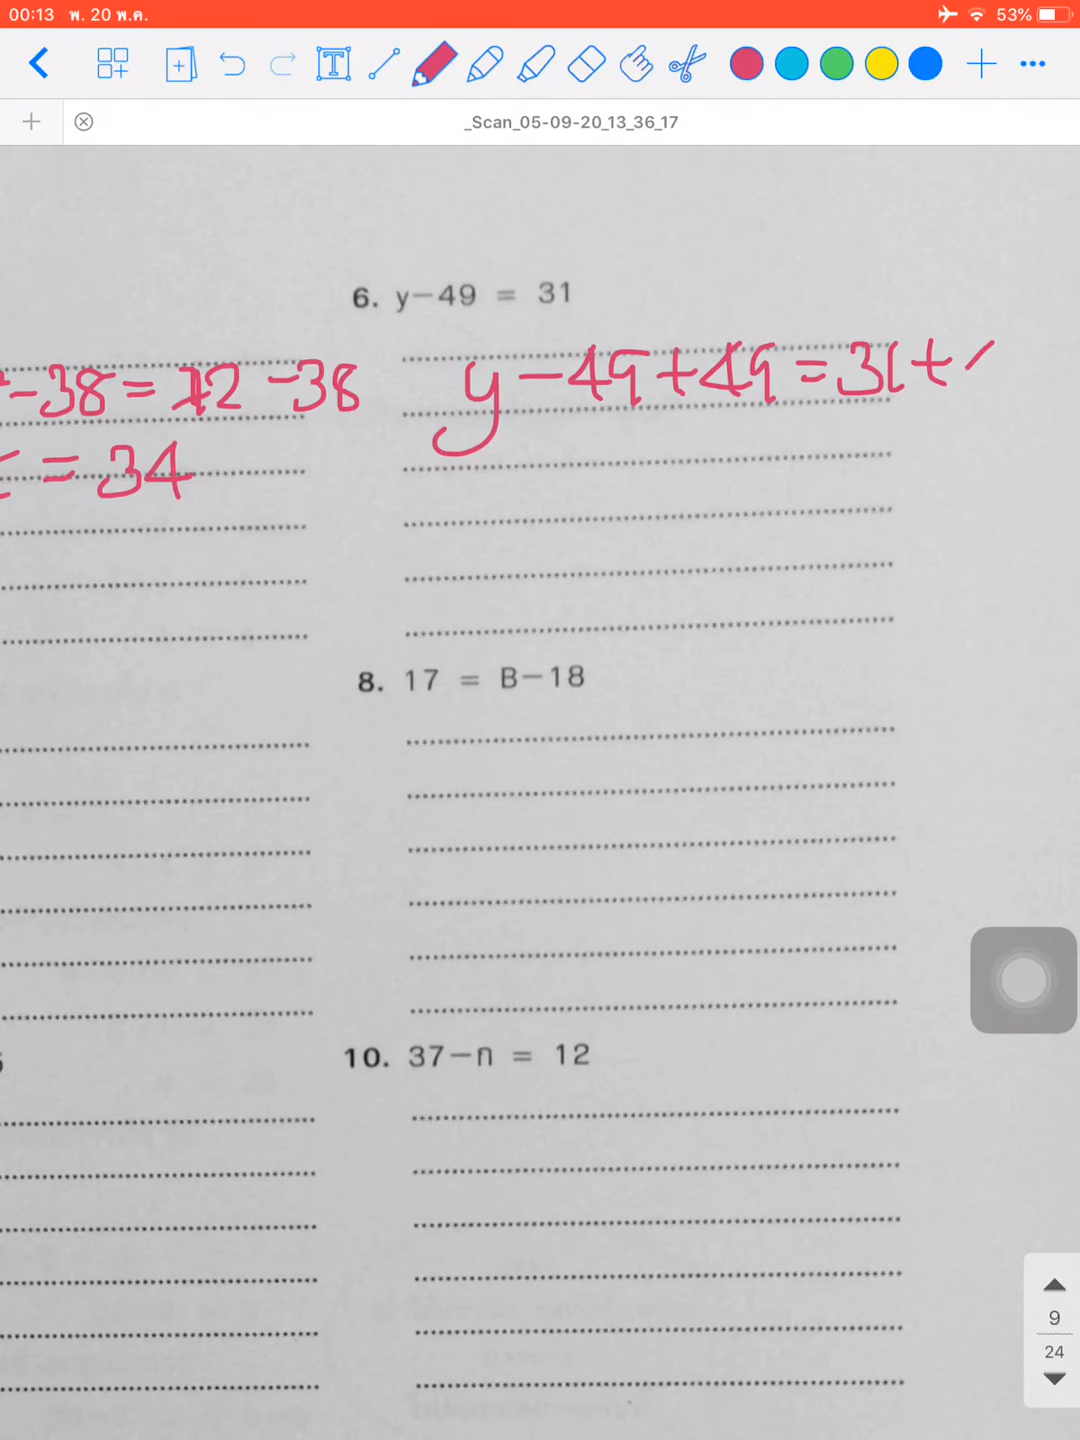 00:13 พ. 20 พ.ค.
53%
_Scan_05-09-20_13_36_17
6. y-49 = 31
-38 = 72 -38
y - 49 + 49 = 31 +
= 34
8. 17 = B-18
10. 37-n = 12
9
24